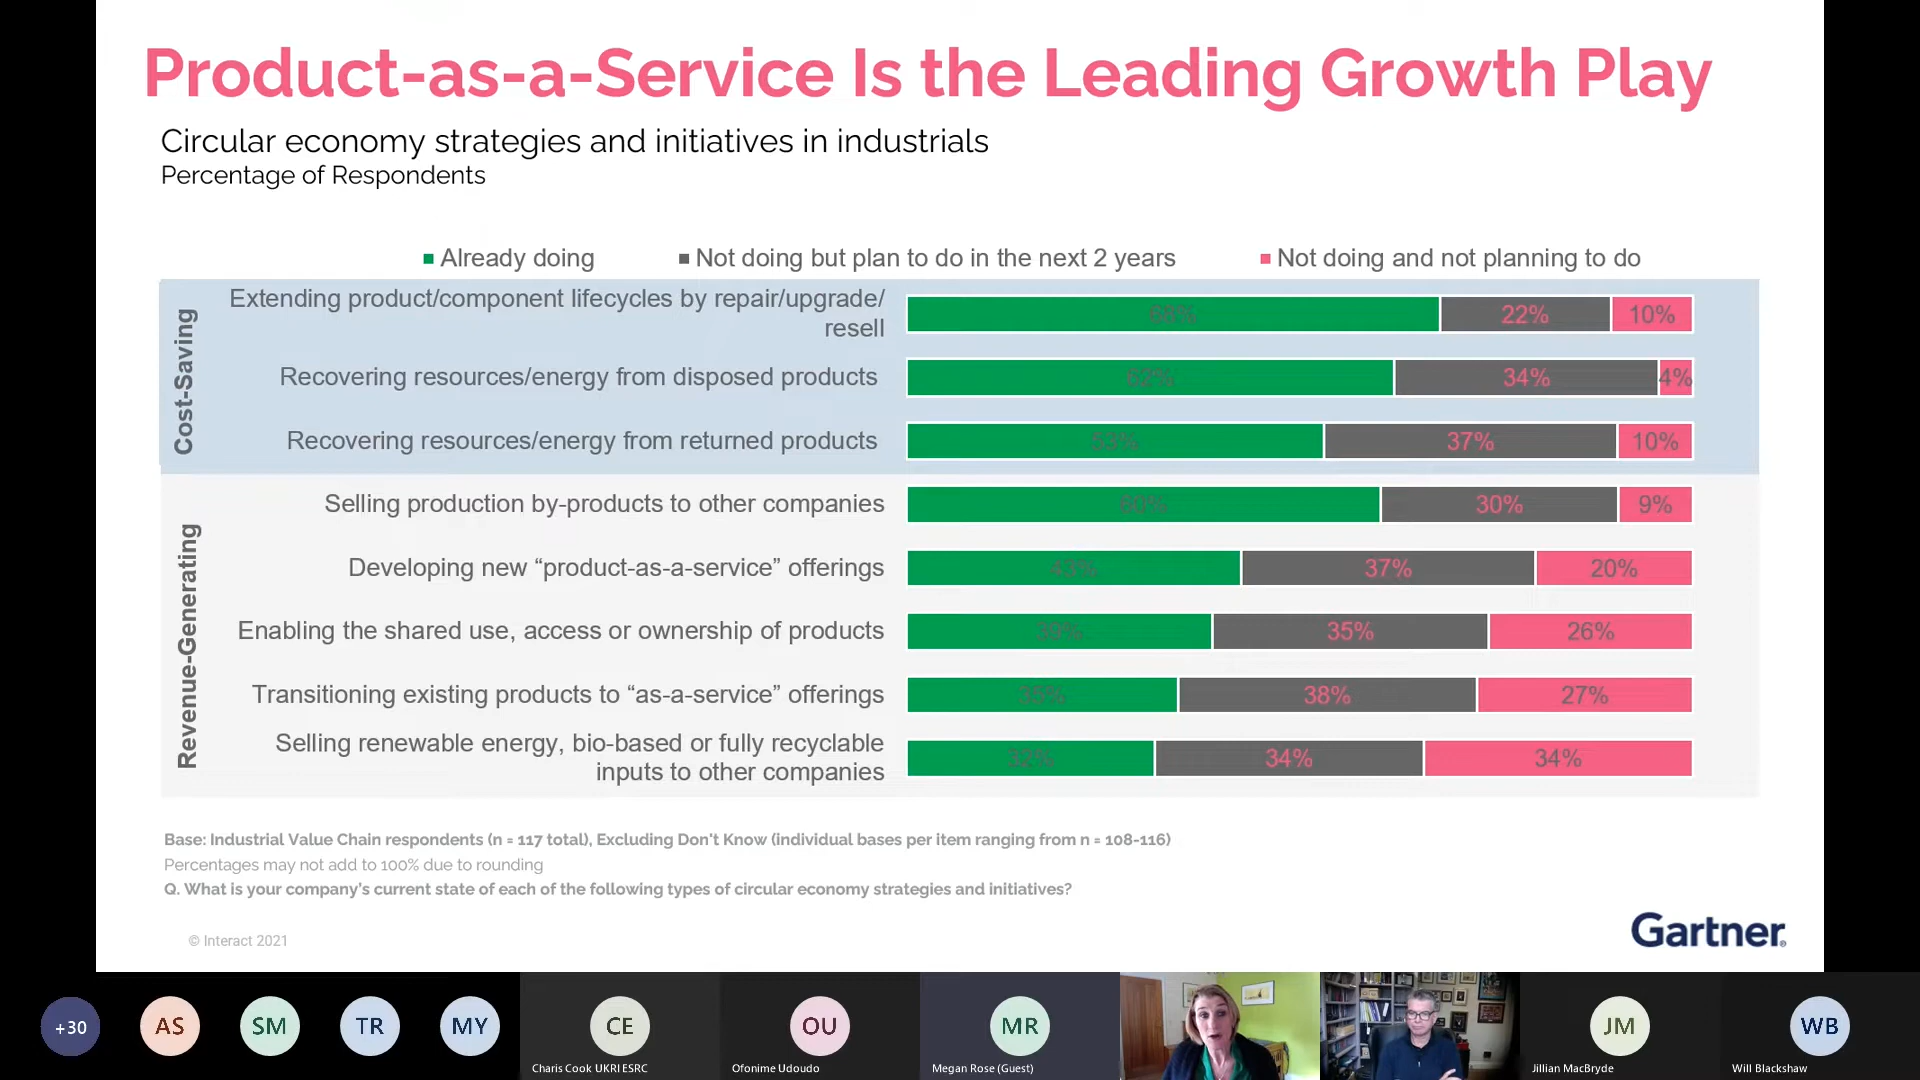 Product-as-a-Service Is the Leading Growth Play
Circular economy strategies and initiatives in industrials
Percentage of Respondents
Already doing
Not doing but plan to do in the next 2 years
Not doing and not planning to do
Cost-Saving
Extending product/component lifecycles by repair/upgrade/
resell
68% 22% 10%
Recovering resources/energy from disposed products
62% 34% 4%
Recovering resources/energy from returned products
53% 37% 10%
Revenue-Generating
Selling production by-products to other companies
60% 30% 9%
Developing new “product-as-a-service” offerings
43% 37% 20%
Enabling the shared use, access or ownership of products
39% 35% 26%
Transitioning existing products to “as-a-service” offerings
35% 38% 27%
Selling renewable energy, bio-based or fully recyclable
inputs to other companies
32% 34% 34%
Base: Industrial Value Chain respondents (n = 117 total), Excluding Don't Know (individual bases per item ranging from n = 108-116)
Percentages may not add to 100% due to rounding
Q. What is your company's current state of each of the following types of circular economy strategies and initiatives?
© Interact 2021
Gartner®
+30
AS
SM
TR
MY
CE
OU
MR
JM
WB
Charis Cook UKRI ESRC
Ofonime Udoudo
Megan Rose (Guest)
Jillian MacBryde
Will Blackshaw